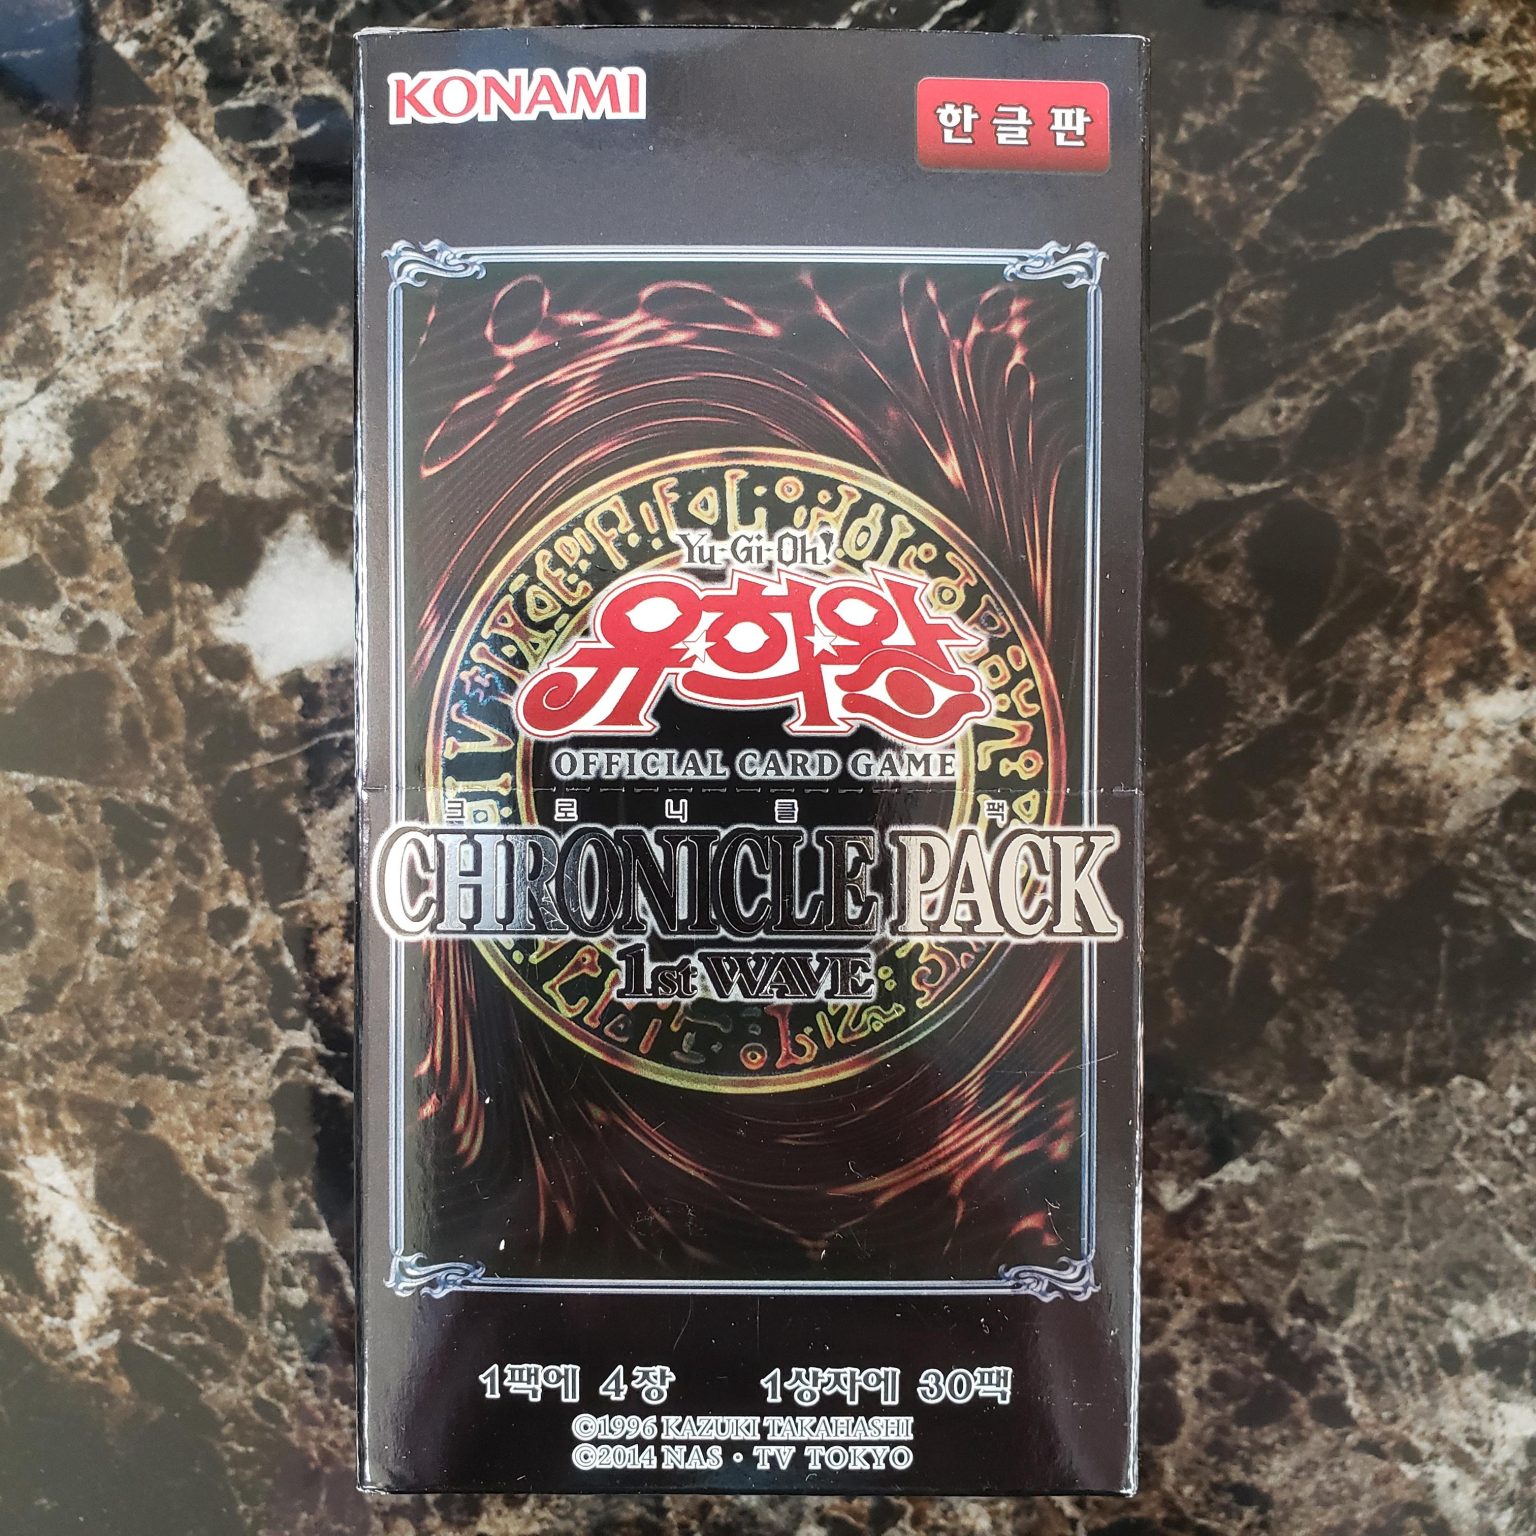 KONAMI
한글판
Yu-Gi-Oh!
유☆희☆왕
OFFICIAL CARD GAME
크로니클 팩
CHRONICLE PACK
1st WAVE
1팩에 4장 1상자에 30팩
©1996 KAZUKI TAKAHASHI
©2014 NAS・TV TOKYO